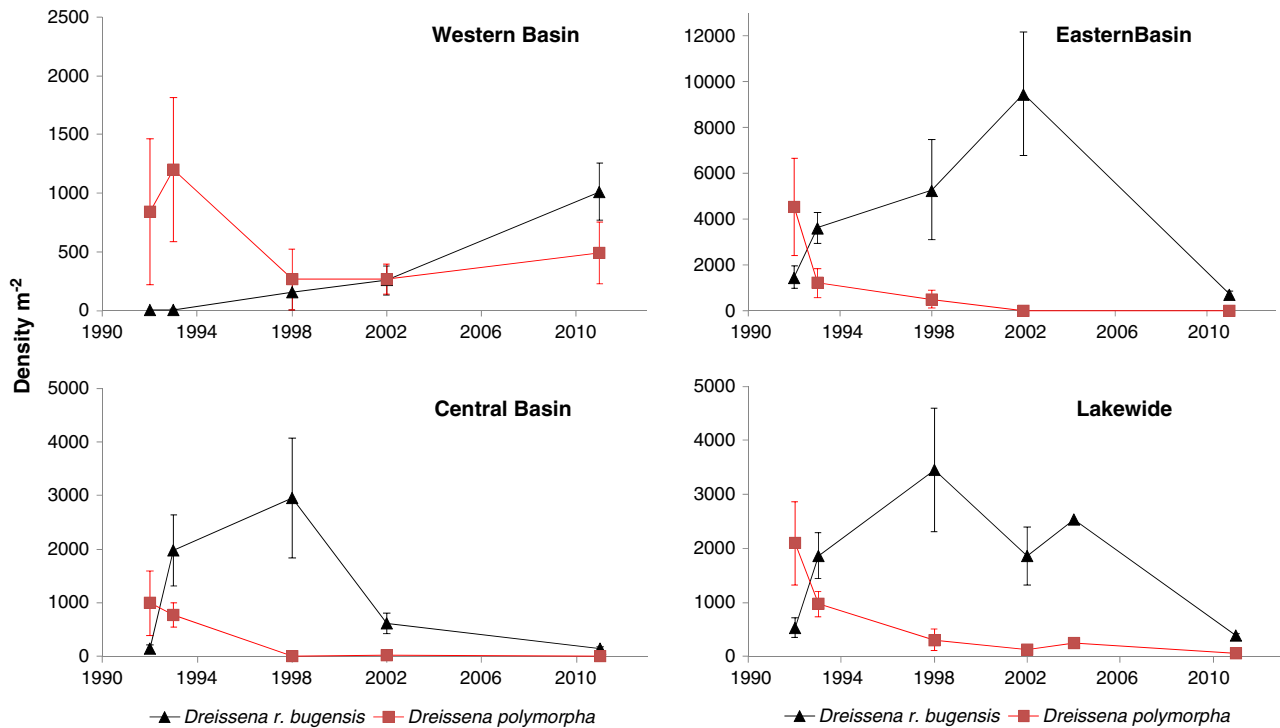 Density m⁻²
Western Basin
2500
2000
1500
1000
500
0
1990 1994 1998 2002 2006 2010
EasternBasin
12000
10000
8000
6000
4000
2000
0
1990 1994 1998 2002 2006 2010
Central Basin
5000
4000
3000
2000
1000
0
1990 1994 1998 2002 2006 2010
Lakewide
5000
4000
3000
2000
1000
0
1990 1994 1998 2002 2006 2010
Dreissena r. bugensis Dreissena polymorpha
Dreissena r. bugensis Dreissena polymorpha